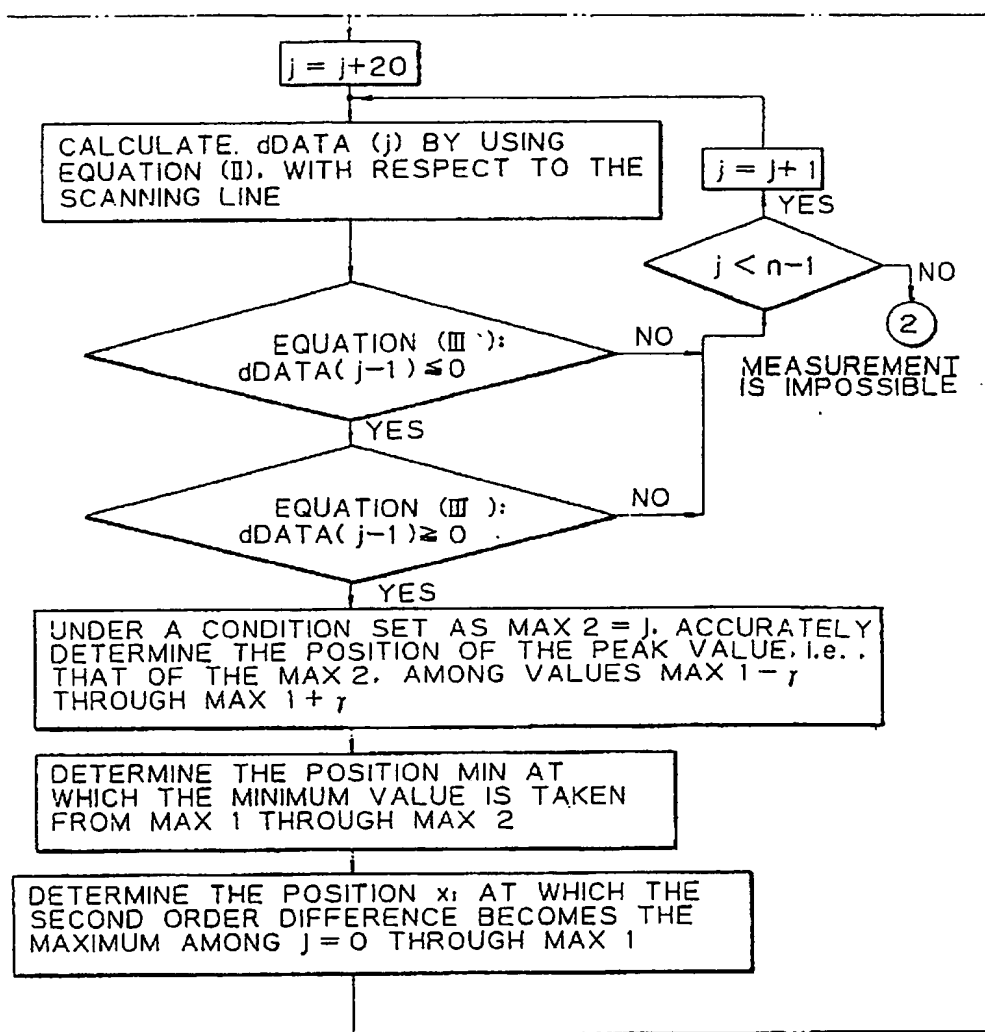 j = j+20
CALCULATE. dDATA (j) BY USING
EQUATION (II). WITH RESPECT TO THE
SCANNING LINE
j = j+ 1
YES
j < n-1
NO
2
MEASUREMENT
IS IMPOSSIBLE
EQUATION (III`):
dDATA( j-1) ≦ 0
NO
YES
EQUATION (III`):
dDATA( j-1) ≧ 0
NO
YES
UNDER A CONDITION SET AS MAX 2 = j. ACCURATELY
DETERMINE THE POSITION OF THE PEAK VALUE. i.e. .
THAT OF THE MAX 2. AMONG VALUES MAX 1 - γ
THROUGH MAX 1 + γ
DETERMINE THE POSITION MIN AT
WHICH THE MINIMUM VALUE IS TAKEN
FROM MAX 1 THROUGH MAX 2
DETERMINE THE POSITION x₁ AT WHICH THE
SECOND ORDER DIFFERENCE BECOMES THE
MAXIMUM AMONG j = 0 THROUGH MAX 1